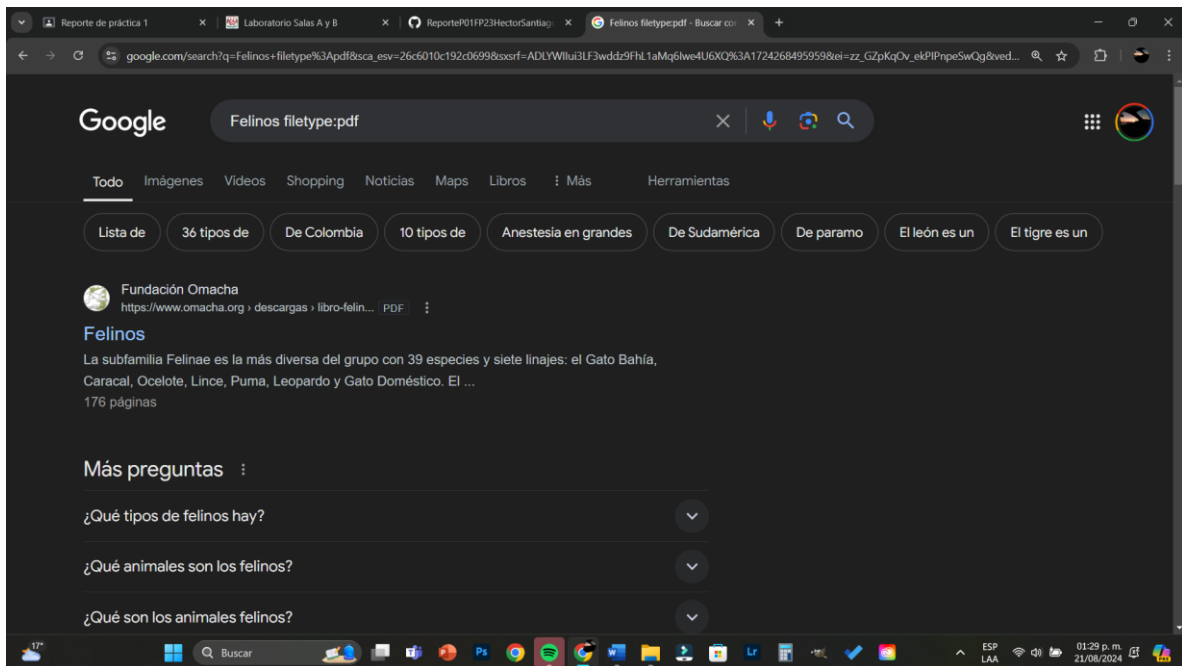 Reporte de práctica 1
Laboratorio Salas A y B
ReporteP01FP23HectorSantiag
Felinos filetype:pdf - Buscar co
google.com/search?q=Felinos+filetype%3Apdf&sca_esv=26c6010c192c0699&sxsrf=ADLYWIIui3LF3wddz9FhL1aMq6Iwe4U6XQ%3A1724268495959&ei=zz_GZpKqOv_ekPIPnpeSwQg&ved...
Google
Felinos filetype:pdf
Todo Imágenes Videos Shopping Noticias Maps Libros Más Herramientas
Lista de 36 tipos de De Colombia 10 tipos de Anestesia en grandes De Sudamérica De paramo El león es un El tigre es un
Fundación Omacha
https://www.omacha.org › descargas › libro-felin... PDF
Felinos
La subfamilia Felinae es la más diversa del grupo con 39 especies y siete linajes: el Gato Bahía,
Caracal, Ocelote, Lince, Puma, Leopardo y Gato Doméstico. El ...
176 páginas
Más preguntas
¿Qué tipos de felinos hay?
¿Qué animales son los felinos?
¿Qué son los animales felinos?
17°
Buscar
Ps
Lr
ESP
LAA
01:29 p. m.
21/08/2024